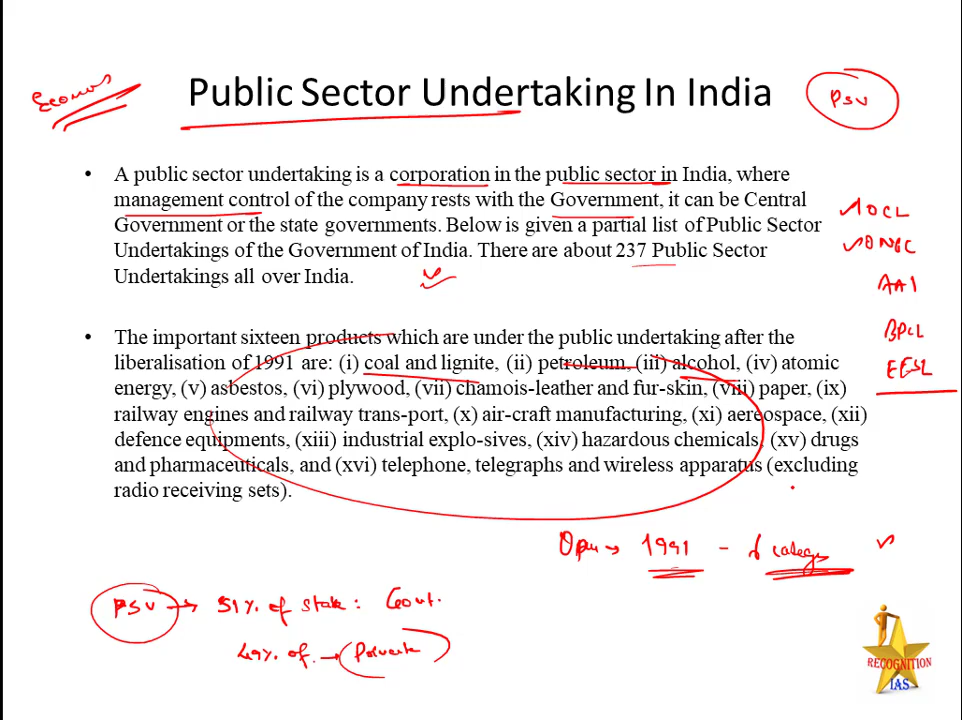 Public Sector Undertaking In India
PSU
• A public sector undertaking is a corporation in the public sector in India, where
management control of the company rests with the Government, it can be Central
Government or the state governments. Below is given a partial list of Public Sector
Undertakings of the Government of India. There are about 237 Public Sector
Undertakings all over India.
IOCL
ONGC
AAI
BPCL
EESL
• The important sixteen products which are under the public undertaking after the
liberalisation of 1991 are: (i) coal and lignite, (ii) petroleum, (iii) alcohol, (iv) atomic
energy, (v) asbestos, (vi) plywood, (vii) chamois-leather and fur-skin, (viii) paper, (ix)
railway engines and railway trans-port, (x) air-craft manufacturing, (xi) aereospace, (xii)
defence equipments, (xiii) industrial explo-sives, (xiv) hazardous chemicals, (xv) drugs
and pharmaceuticals, and (xvi) telephone, telegraphs and wireless apparatus (excluding
radio receiving sets).
Open → 1991 -
PSU → 51% of stake: Govt.
49% of. →
RECOGNITION
IAS